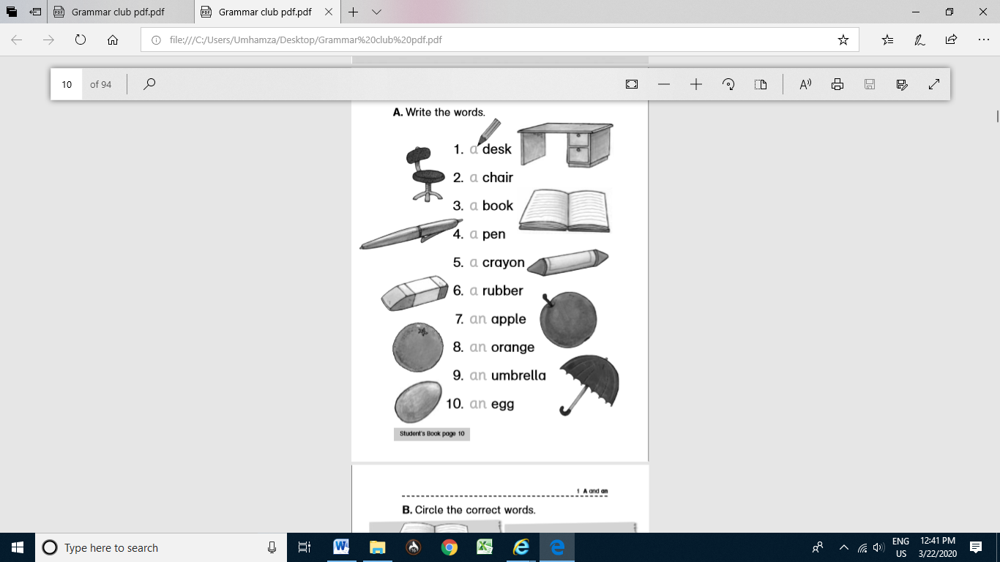 Grammar club pdf.pdf
Grammar club pdf.pdf
file:///C:/Users/Umhamza/Desktop/Grammar%20club%20pdf.pdf
10 of 94
A. Write the words.
1. a desk
2. a chair
3. a book
4. a pen
5. a crayon
6. a rubber
7. an apple
8. an orange
9. an umbrella
10. an egg
Student's Book page 10
1 A and an
B. Circle the correct words.
Type here to search
ENG
US
12:41 PM
3/22/2020